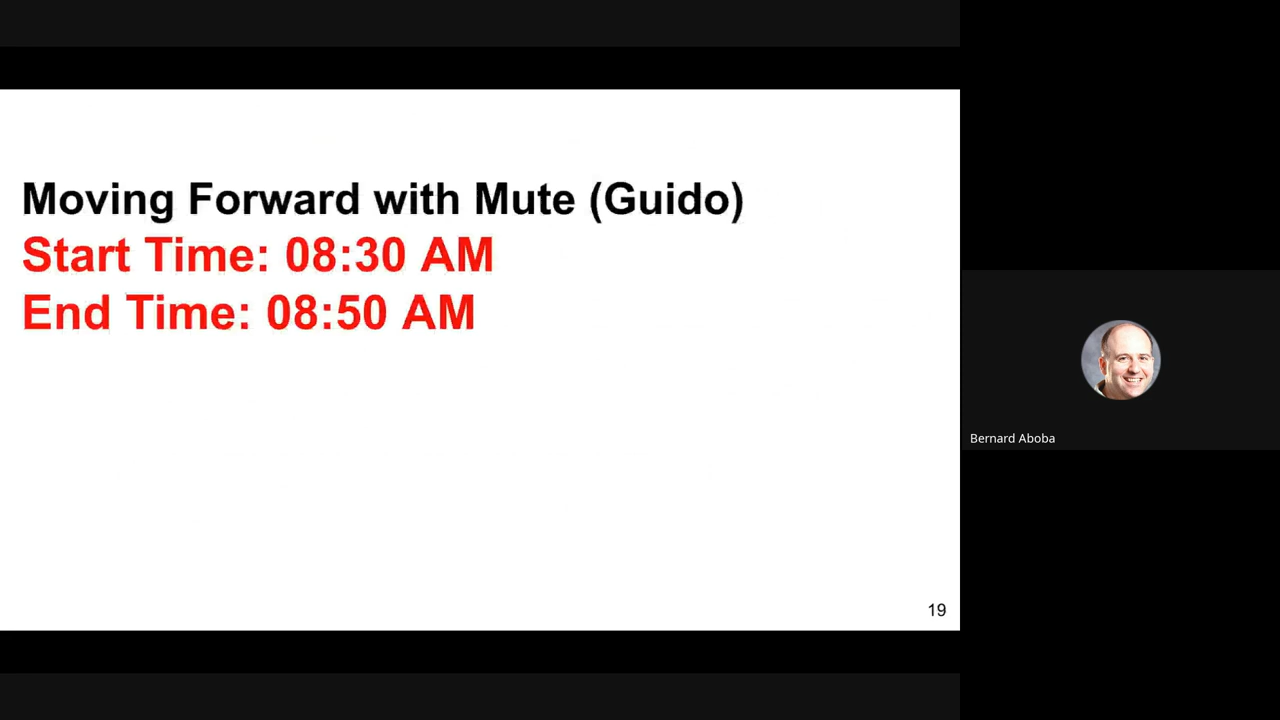 Moving Forward with Mute (Guido)
Start Time: 08:30 AM
End Time: 08:50 AM
19
Bernard Aboba